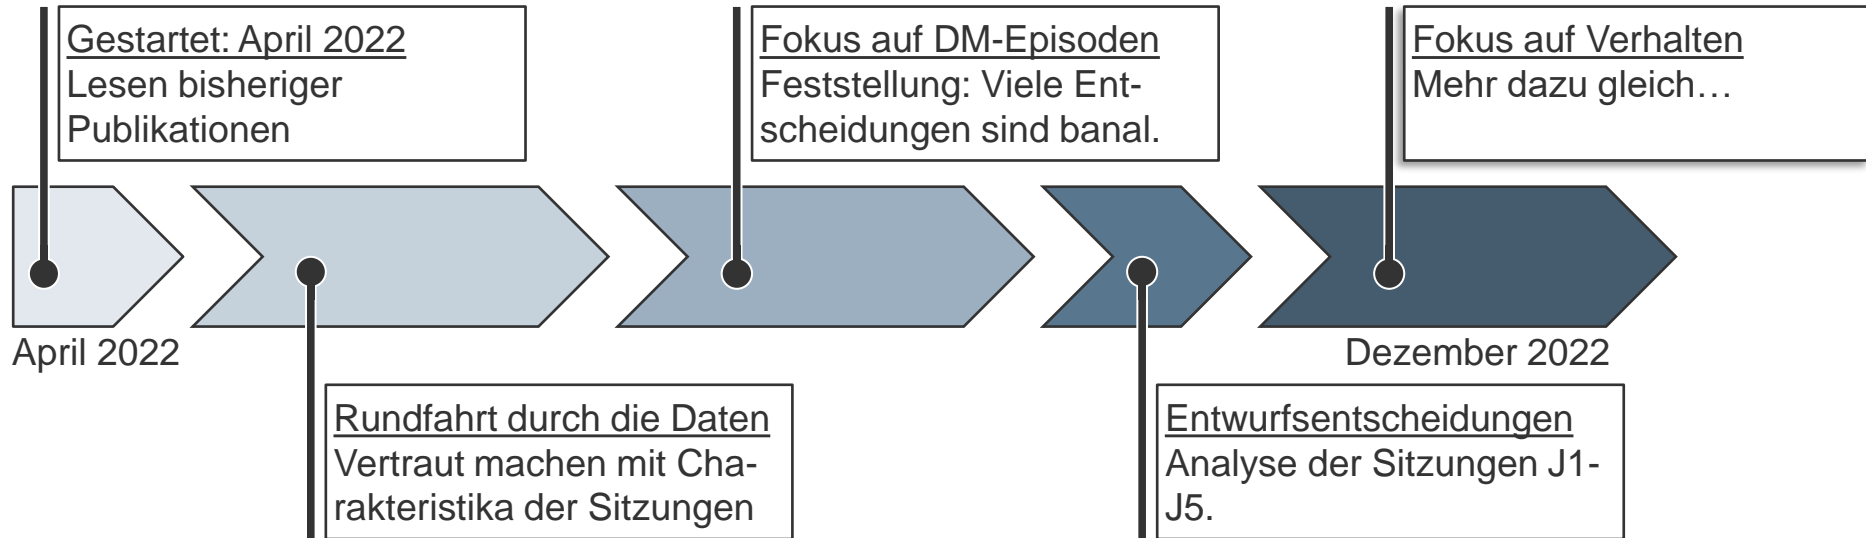 Gestartet: April 2022
Lesen bisheriger
Publikationen
Fokus auf DM-Episoden
Feststellung: Viele Ent-
scheidungen sind banal.
Fokus auf Verhalten
Mehr dazu gleich…
April 2022
Dezember 2022
Rundfahrt durch die Daten
Vertraut machen mit Cha-
rakteristika der Sitzungen
Entwurfsentscheidungen
Analyse der Sitzungen J1-
J5.